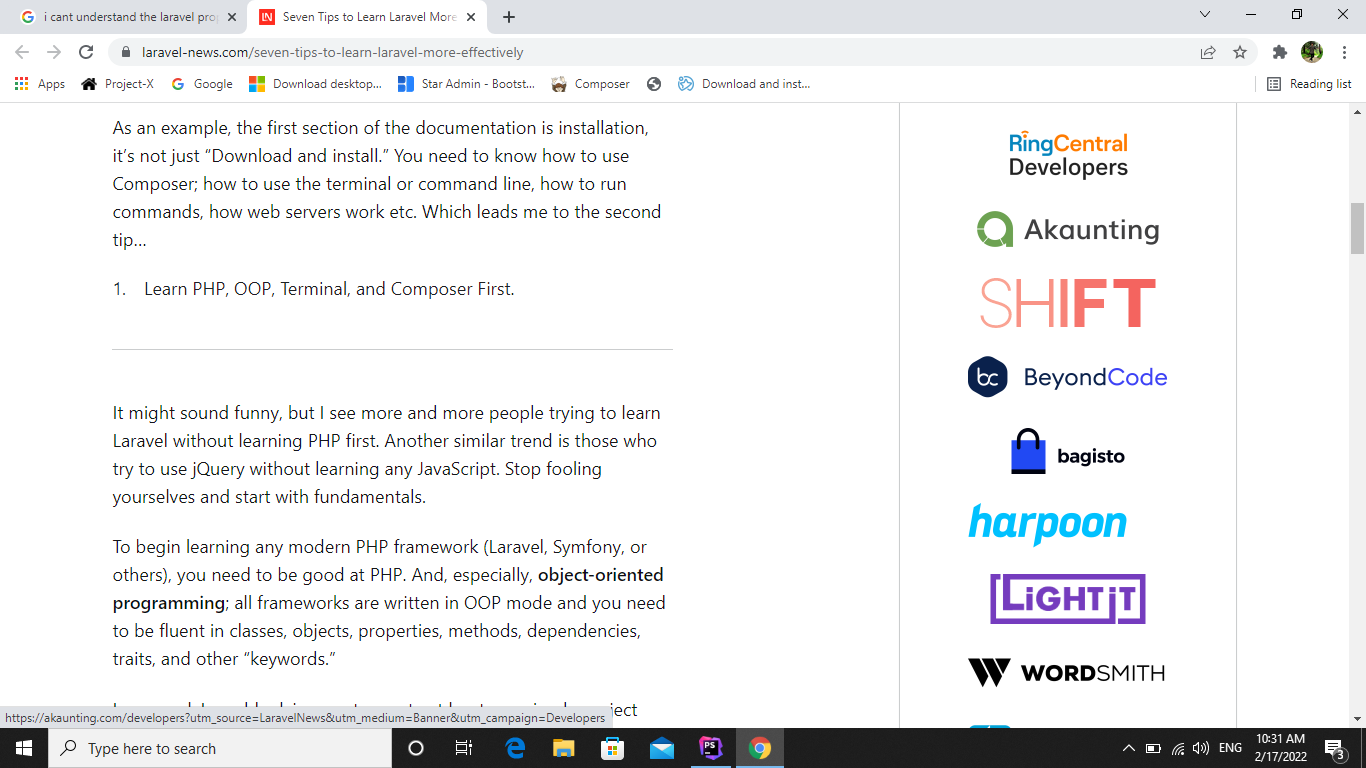 i cant understand the laravel pro
Seven Tips to Learn Laravel More
laravel-news.com/seven-tips-to-learn-laravel-more-effectively
Apps
Project-X
Google
Download desktop...
Star Admin - Bootst...
Composer
Download and inst...
Reading list
As an example, the first section of the documentation is installation,
it’s not just “Download and install.” You need to know how to use
Composer; how to use the terminal or command line, how to run
commands, how web servers work etc. Which leads me to the second
tip…
1. Learn PHP, OOP, Terminal, and Composer First.
It might sound funny, but I see more and more people trying to learn
Laravel without learning PHP first. Another similar trend is those who
try to use jQuery without learning any JavaScript. Stop fooling
yourselves and start with fundamentals.
To begin learning any modern PHP framework (Laravel, Symfony, or
others), you need to be good at PHP. And, especially, object-oriented
programming; all frameworks are written in OOP mode and you need
to be fluent in classes, objects, properties, methods, dependencies,
traits, and other “keywords.”
RingCentral
Developers
Akaunting
SHIFT
bc BeyondCode
bagisto
harpoon
LiGHTjT
WORDSMITH
https://akaunting.com/developers?utm_source=LaravelNews&utm_medium=Banner&utm_campaign=Developers
Type here to search
PS
ENG
10:31 AM
2/17/2022
3